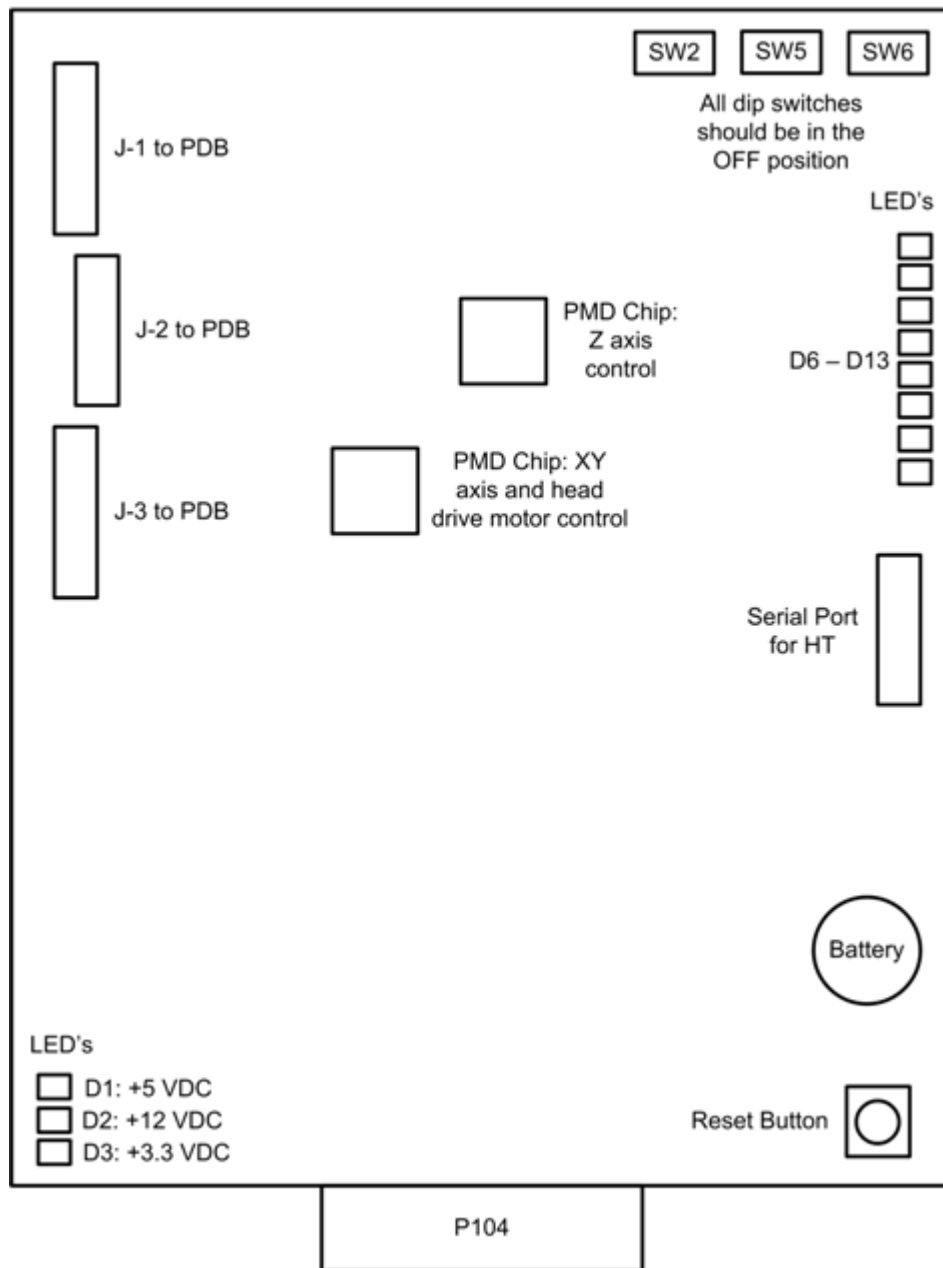 SW2 SW5 SW6
All dip switches
should be in the
OFF position
J-1 to PDB
LED's
J-2 to PDB
PMD Chip:
Z axis
control
D6 – D13
PMD Chip: XY
axis and head
drive motor control
J-3 to PDB
Serial Port
for HT
Battery
LED's
D1: +5 VDC
D2: +12 VDC
D3: +3.3 VDC
Reset Button
P104